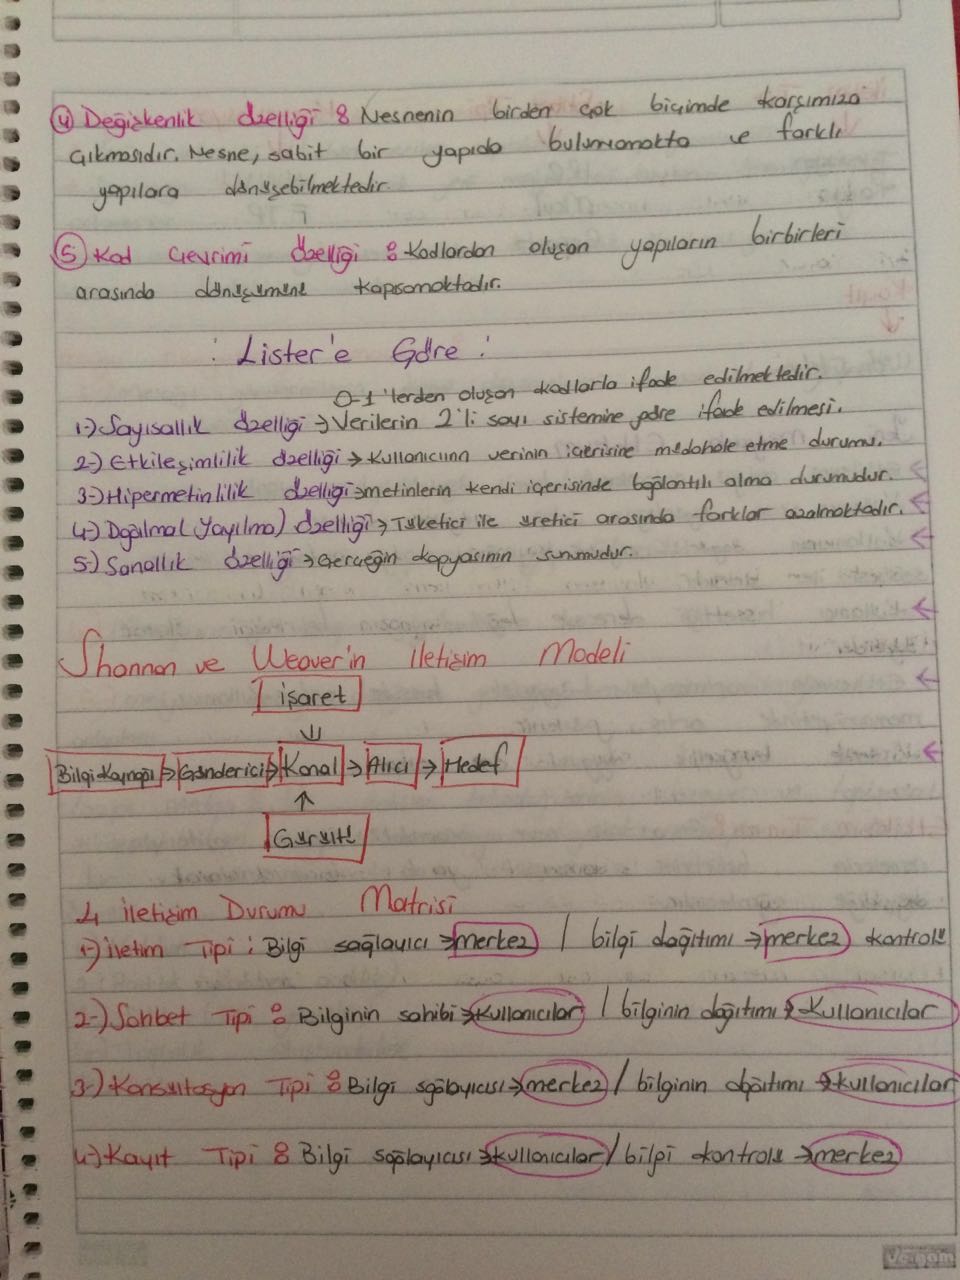 4 Değişkenlik özelliği : Nesnenin birden çok biçimde karşımıza
çıkmasıdır. Nesne, sabit bir yapıda bulunmamakta ve farklı
yapılara dönüşebilmektedir.
5 Kod Çevrimi özelliği : Kodlardan oluşan yapıların birbirleri
arasında dönüşümünü kapsamaktadır.
Lister'e Göre :
0-1'lerden oluşan kodlarla ifade edilmektedir.
1-) Sayısallık özelliği → Verilerin 2'li sayı sistemine göre ifade edilmesi.
2-) Etkileşimlilik özelliği → Kullanıcının verinin içerisine müdahale etme durumu.
3-) Hipermetinlilik özelliği → metinlerin kendi içerisinde bağlantılı olma durumudur.
4-) Dağılma (Yayılma) özelliği → Tüketici ile üretici arasında farklar azalmaktadır.
5-) Sanallık özelliği → Gerçeğin kopyasının sunumudur.
Shannon ve Weaver'in İletişim Modeli
işaret
Bilgi Kaynağı → Gönderici → Kanal → Alıcı → Hedef
Gürültü
4 İletişim Durumu Matrisi
1-) İletim Tipi : Bilgi sağlayıcı → merkez / bilgi dağıtımı → merkez kontrolü
2-) Sohbet Tipi : Bilginin sahibi → kullanıcılar / bilginin dağıtımı → Kullanıcılar
3-) Konsültasyon Tipi : Bilgi sağlayıcısı → merkez / bilginin dağıtımı → kullanıcılar
4-) Kayıt Tipi : Bilgi sağlayıcısı → kullanıcılar / bilgi kontrolü → merkez